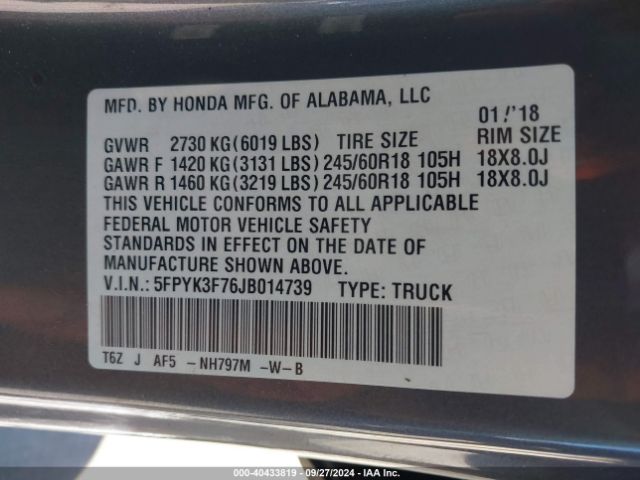 MFD. BY HONDA MFG. OF ALABAMA, LLC
01/'18
GVWR 2730 KG(6019 LBS) TIRE SIZE RIM SIZE
GAWR F 1420 KG(3131 LBS) 245/60R18 105H 18X8.0J
GAWR R 1460 KG(3219 LBS) 245/60R18 105H 18X8.0J
THIS VEHICLE CONFORMS TO ALL APPLICABLE
FEDERAL MOTOR VEHICLE SAFETY
STANDARDS IN EFFECT ON THE DATE OF
MANUFACTURE SHOWN ABOVE.
V.I.N.: 5FPYK3F76JB014739 TYPE: TRUCK
T6Z J AF5 -NH797M -W-B
000-40433819 - 09/27/2024 - IAA Inc.